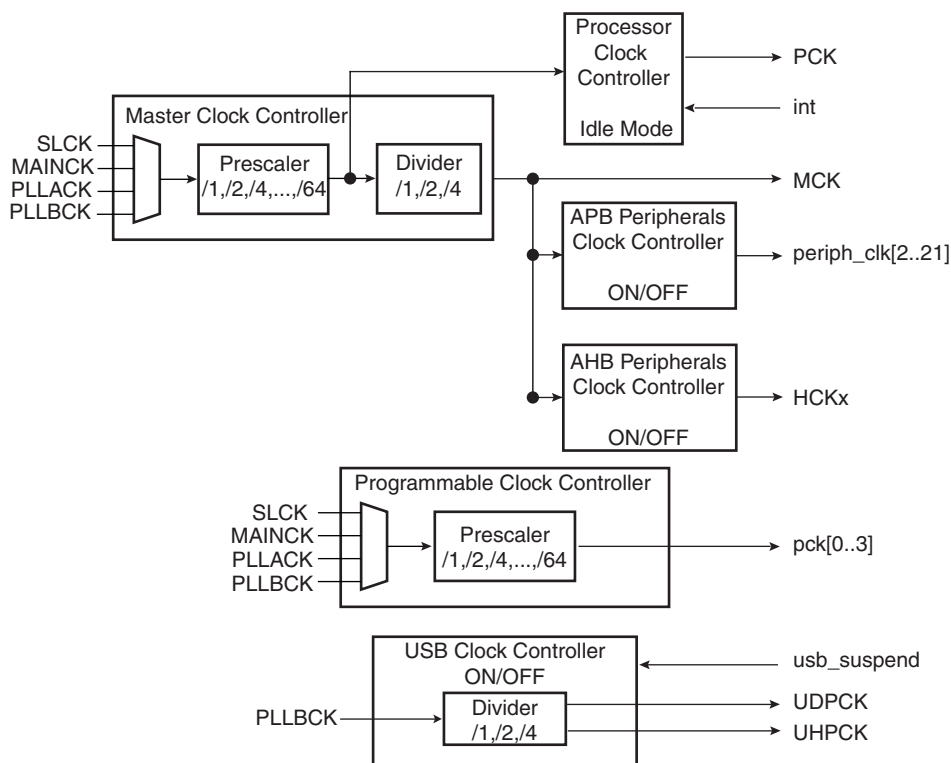 Processor
Clock
Controller
Idle Mode
PCK
int
Master Clock Controller
SLCK
MAINCK
PLLACK
PLLBCK
Prescaler
/1,/2,/4,...,/64
Divider
/1,/2,/4
MCK
APB Peripherals
Clock Controller
ON/OFF
periph_clk[2..21]
AHB Peripherals
Clock Controller
ON/OFF
HCKx
Programmable Clock Controller
SLCK
MAINCK
PLLACK
PLLBCK
Prescaler
/1,/2,/4,...,/64
pck[0..3]
USB Clock Controller
ON/OFF
usb_suspend
PLLBCK
Divider
/1,/2,/4
UDPCK
UHPCK